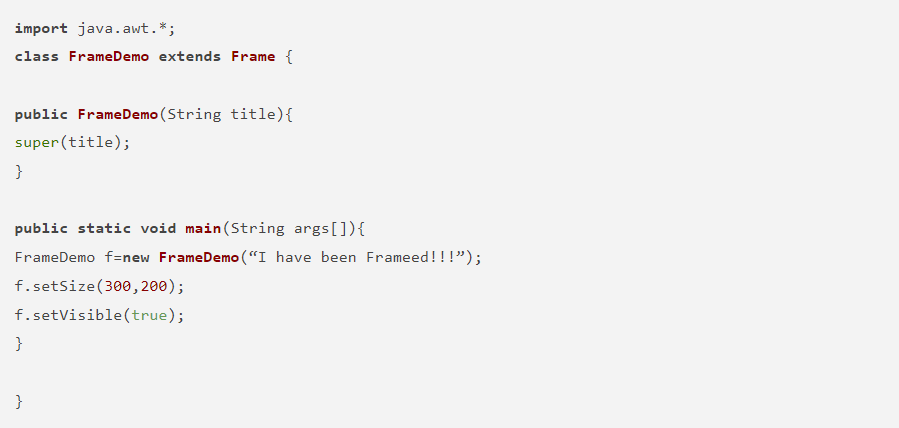 import java.awt.*;
class FrameDemo extends Frame {
public FrameDemo(String title){
super(title);
}
public static void main(String args[]){
FrameDemo f=new FrameDemo(“I have been Frameed!!!”);
f.setSize(300,200);
f.setVisible(true);
}
}